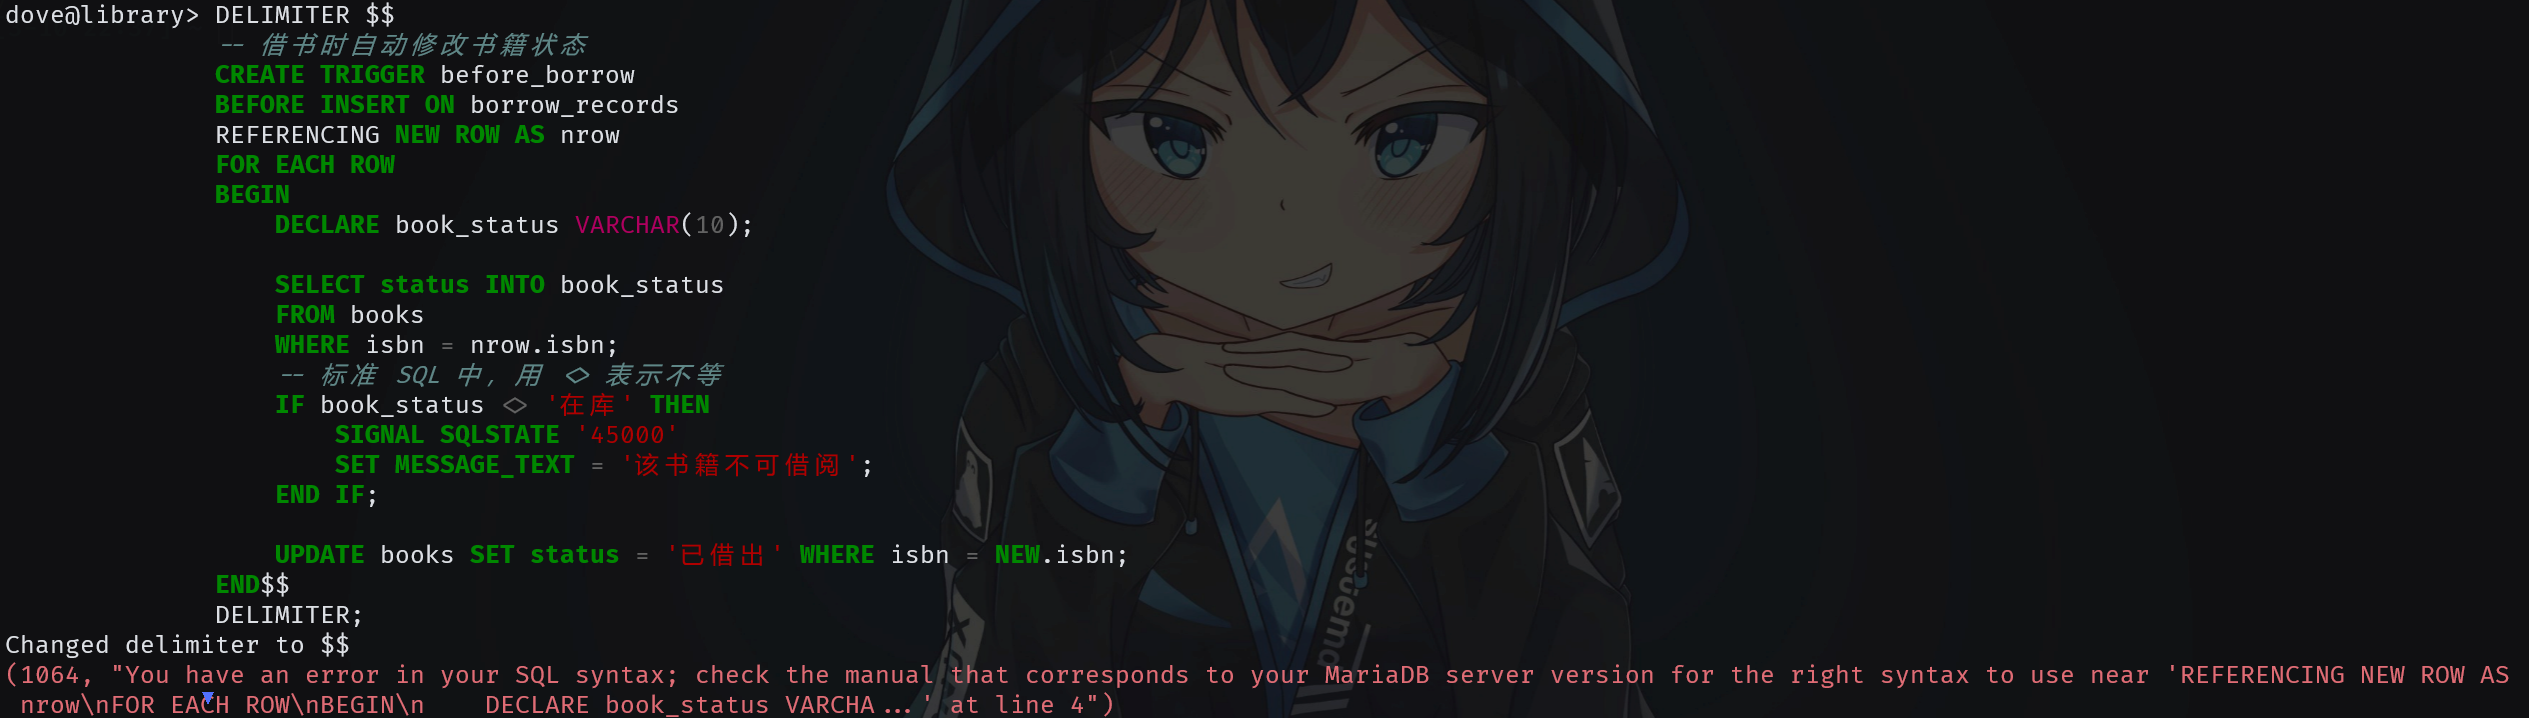 dove@library> DELIMITER $$
-- 借书时自动修改书籍状态
CREATE TRIGGER before_borrow
BEFORE INSERT ON borrow_records
REFERENCING NEW ROW AS nrow
FOR EACH ROW
BEGIN
    DECLARE book_status VARCHAR(10);
    SELECT status INTO book_status
    FROM books
    WHERE isbn = nrow.isbn;
    -- 标准 SQL 中, 用 <> 表示不等
    IF book_status <> '在库' THEN
        SIGNAL SQLSTATE '45000'
        SET MESSAGE_TEXT = '该书籍不可借阅';
    END IF;
    UPDATE books SET status = '已借出' WHERE isbn = NEW.isbn;
END$$
DELIMITER;
Changed delimiter to $$
(1064, "You have an error in your SQL syntax; check the manual that corresponds to your MariaDB server version for the right syntax to use near 'REFERENCING NEW ROW AS
 nrow\nFOR EACH ROW\nBEGIN\n    DECLARE book_status VARCHA...' at line 4")